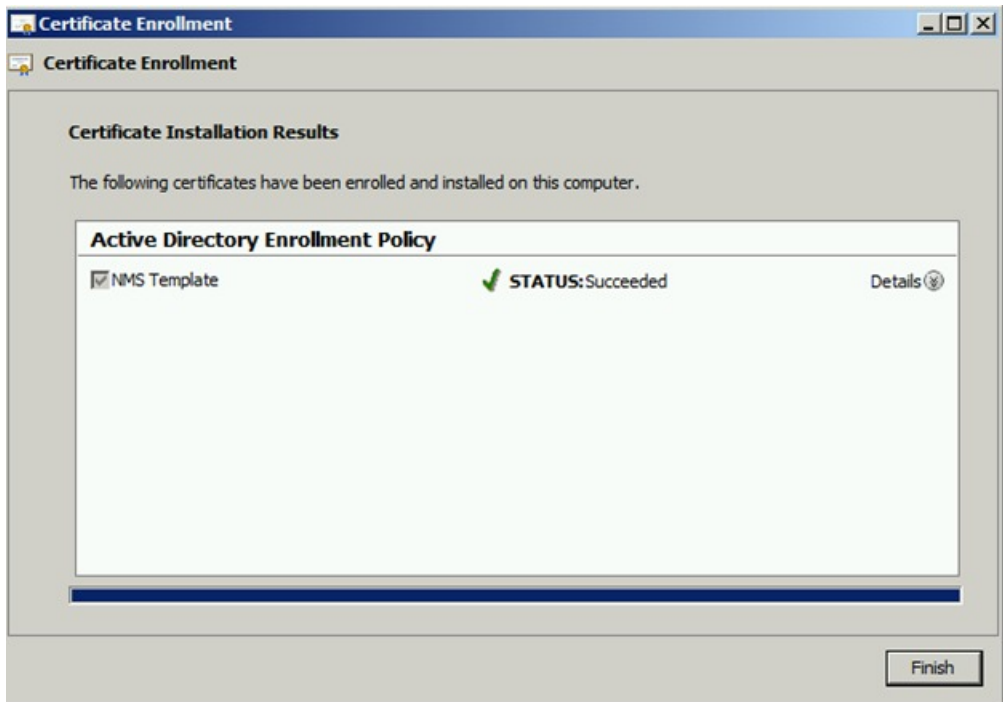 Certificate Enrollment
Certificate Enrollment
Certificate Installation Results
The following certificates have been enrolled and installed on this computer.
Active Directory Enrollment Policy
NMS Template STATUS: Succeeded Details
Finish